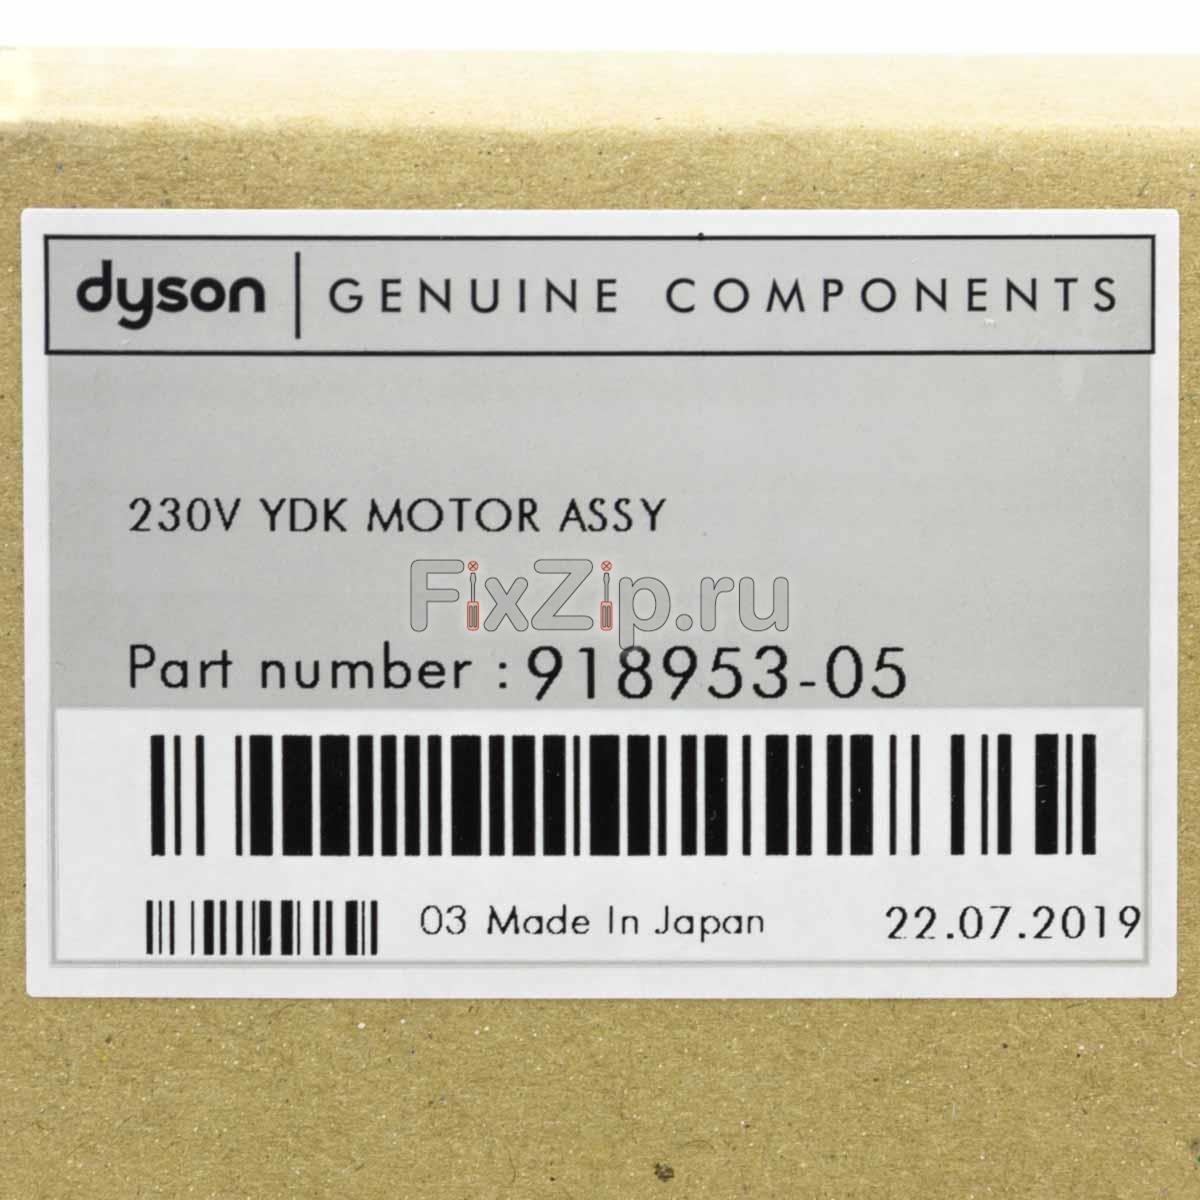 dyson | GENUINE COMPONENTS
230V YDK MOTOR ASSY
FixZip.ru
Part number : 918953-05
03 Made In Japan 22.07.2019